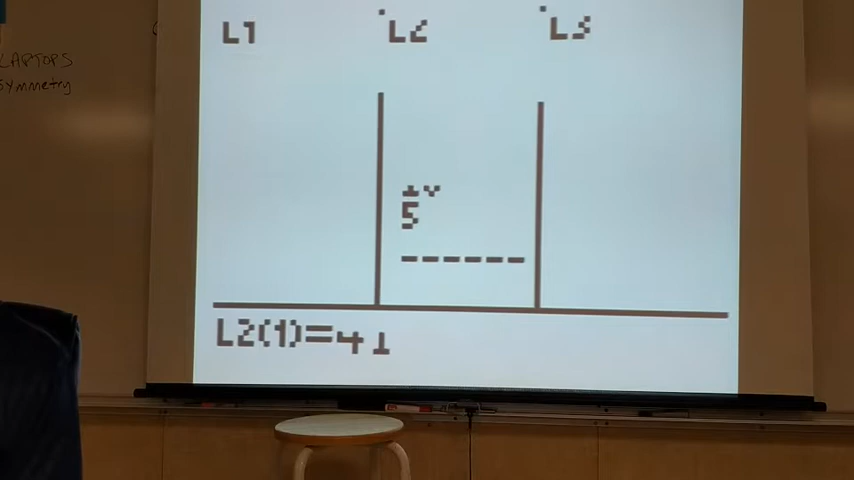 LAPTOPS
Symmetry
L1 L2 L3
5
------
L2(1)=4